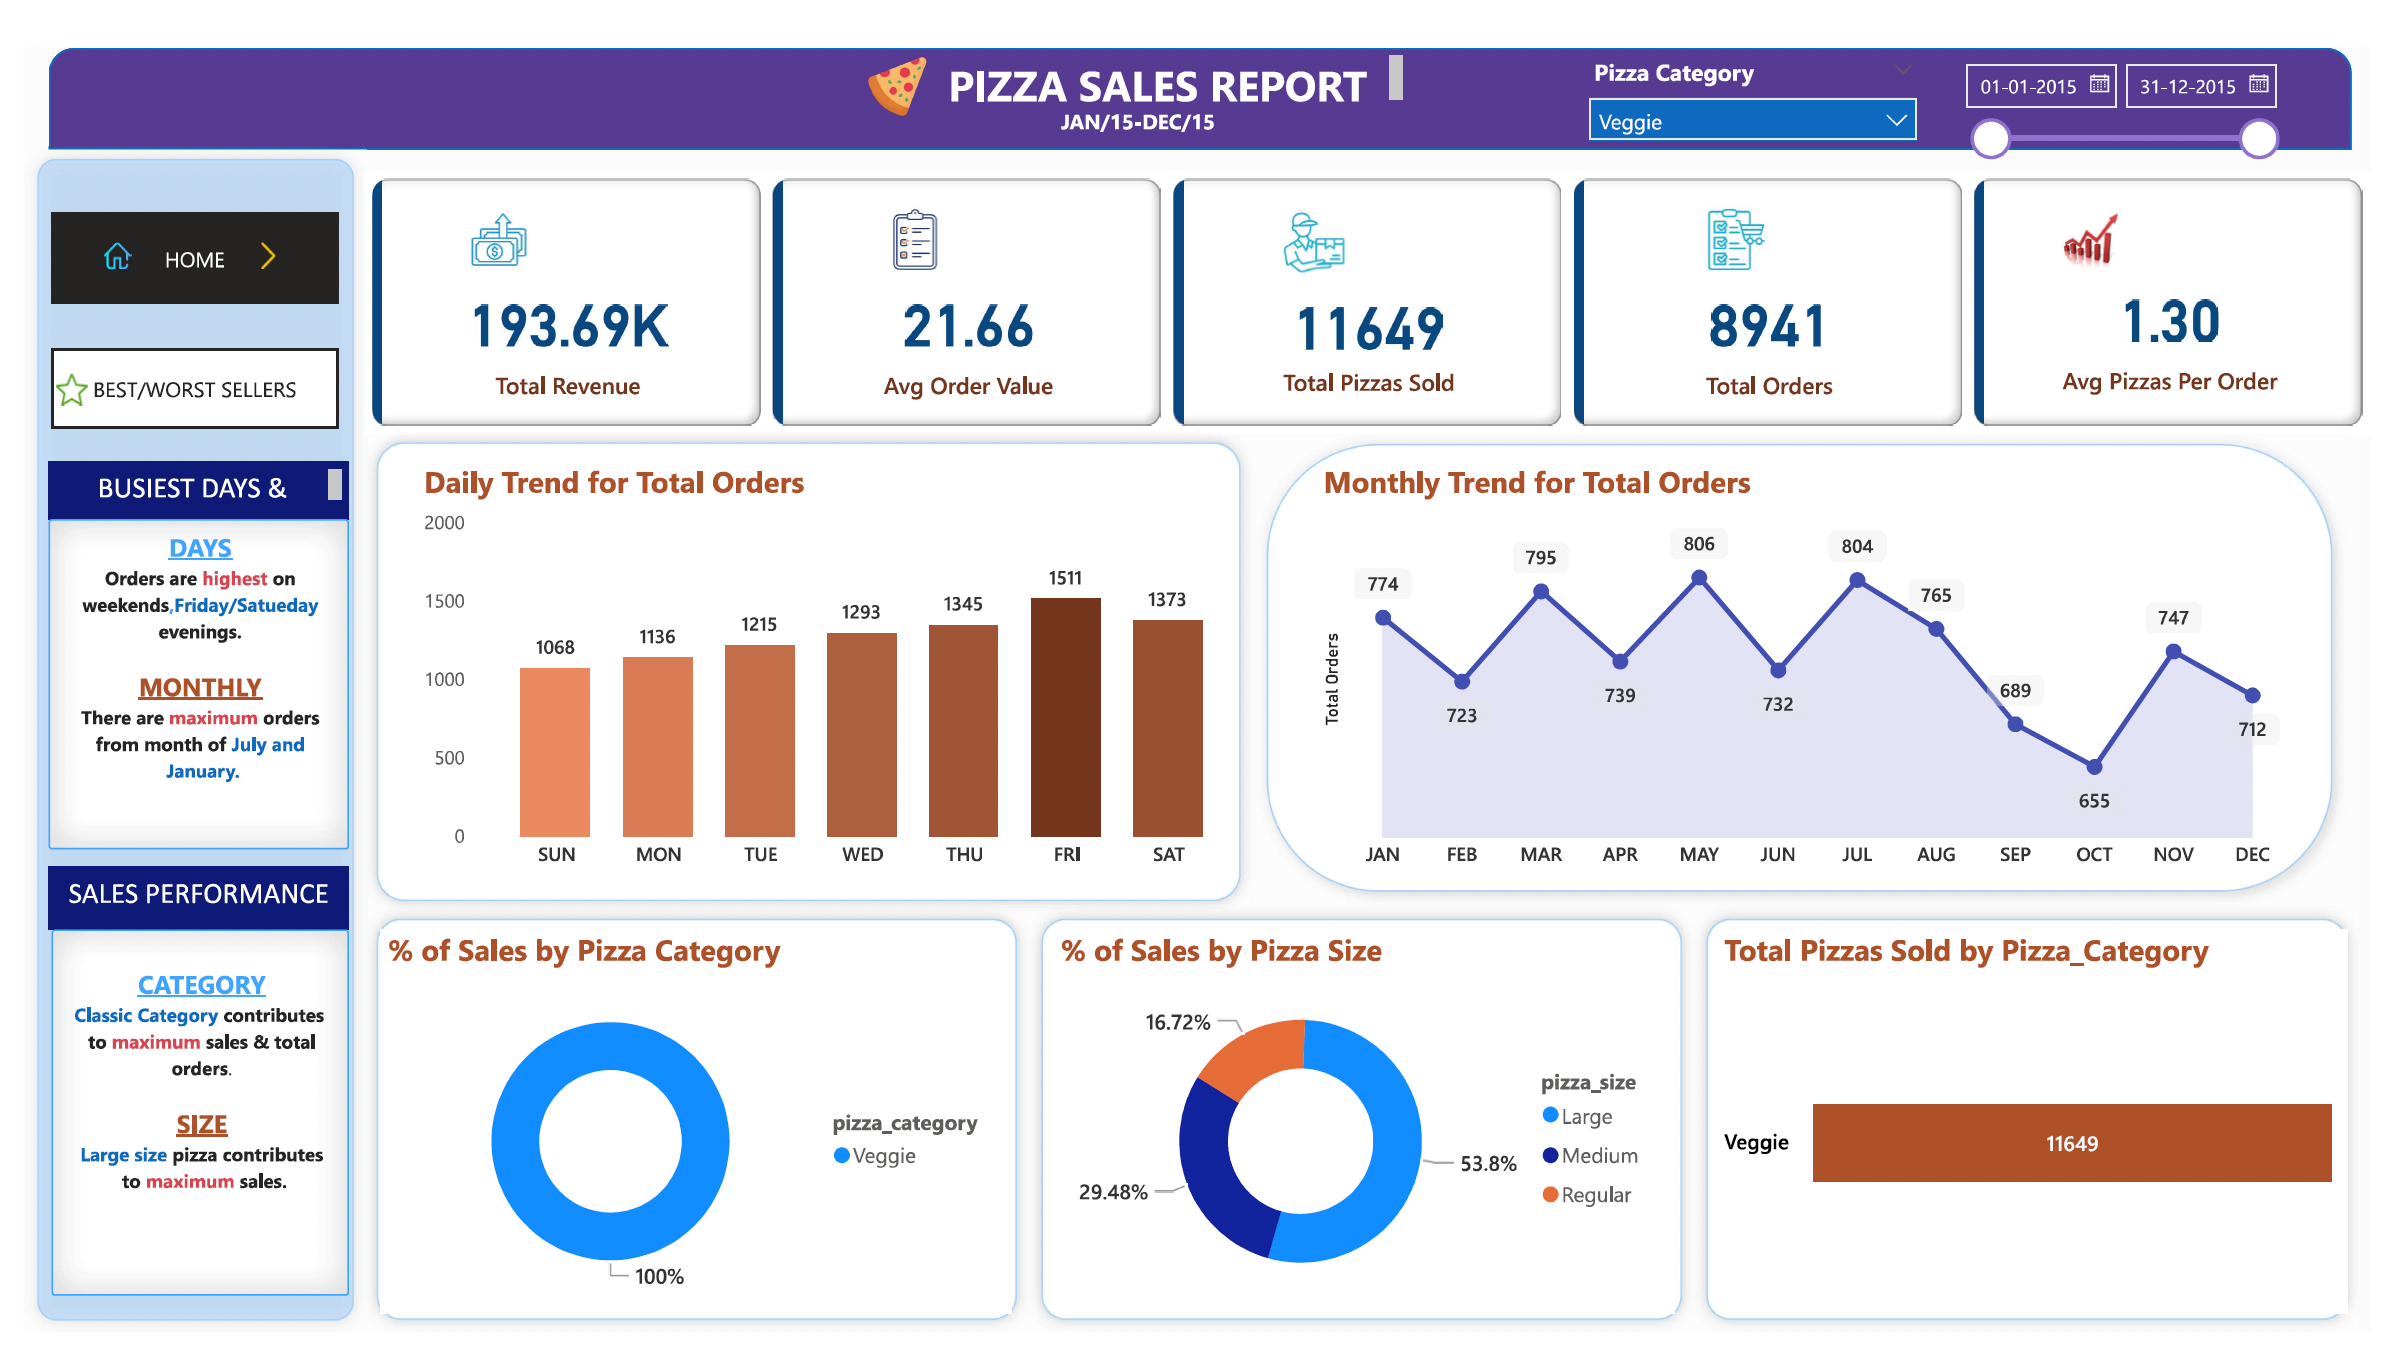 PIZZA SALES REPORT
JAN/15-DEC/15
Pizza Category
Veggie
01-01-2015
31-12-2015
HOME
BEST/WORST SELLERS
BUSIEST DAYS &
DAYS
Orders are highest on
weekends,Friday/Satueday
evenings.
MONTHLY
There are maximum orders
from month of July and
January.
SALES PERFORMANCE
CATEGORY
Classic Category contributes
to maximum sales & total
orders.
SIZE
Large size pizza contributes
to maximum sales.
193.69K
Total Revenue
21.66
Avg Order Value
11649
Total Pizzas Sold
8941
Total Orders
1.30
Avg Pizzas Per Order
Daily Trend for Total Orders
2000
1500
1000
500
0
1068
1136
1215
1293
1345
1511
1373
SUN
MON
TUE
WED
THU
FRI
SAT
Monthly Trend for Total Orders
Total Orders
774
723
795
739
806
732
804
765
689
655
747
712
JAN
FEB
MAR
APR
MAY
JUN
JUL
AUG
SEP
OCT
NOV
DEC
% of Sales by Pizza Category
100%
pizza_category
Veggie
% of Sales by Pizza Size
16.72%
29.48%
53.8%
pizza_size
Large
Medium
Regular
Total Pizzas Sold by Pizza_Category
Veggie
11649